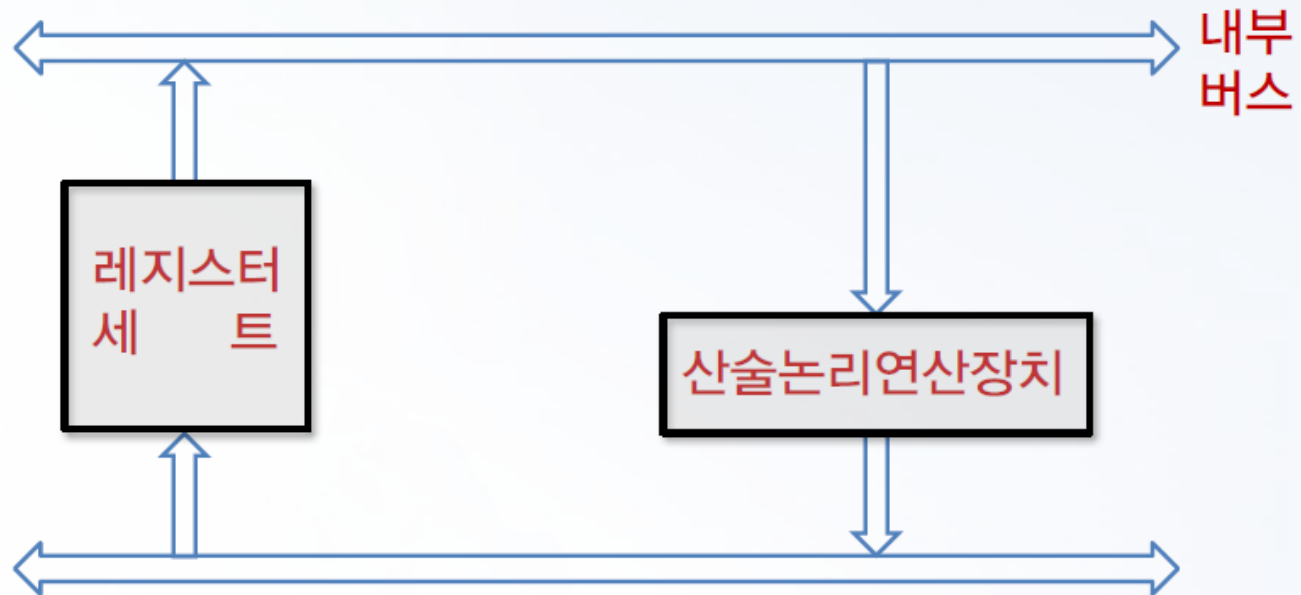 내부
버스
레지스터
세 트
산술논리연산장치